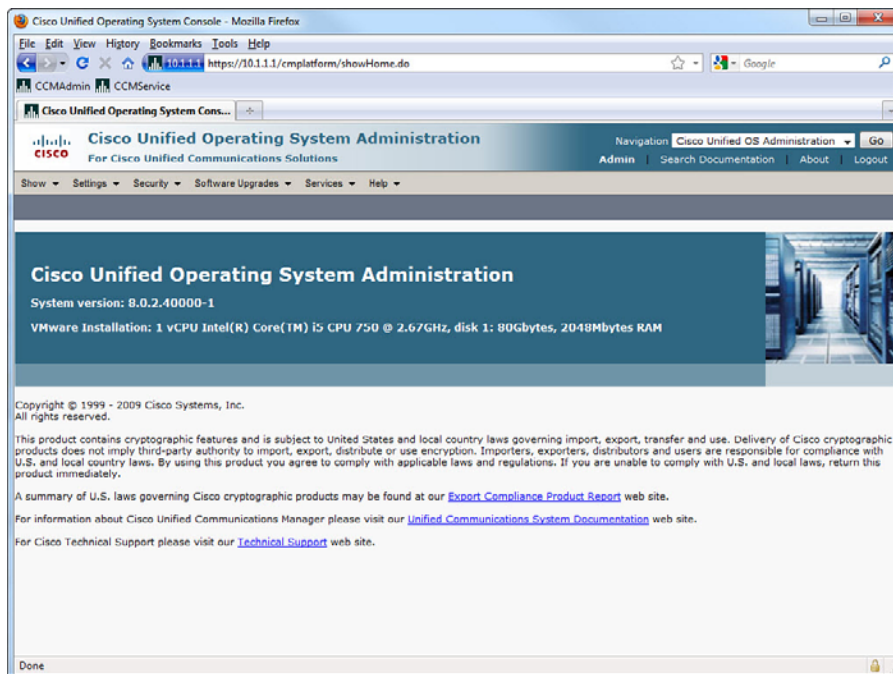 Cisco Unified Operating System Console - Mozilla Firefox
File Edit View History Bookmarks Tools Help
10.1.1.1 https://10.1.1.1/cmplatform/showHome.do
Google
CCMAdmin CCMService
Cisco Unified Operating System Cons...
CISCO
Cisco Unified Operating System Administration
For Cisco Unified Communications Solutions
Navigation Cisco Unified OS Administration Go
Admin | Search Documentation | About | Logout
Show Settings Security Software Upgrades Services Help
Cisco Unified Operating System Administration
System version: 8.0.2.40000-1
VMware Installation: 1 vCPU Intel(R) Core(TM) i5 CPU 750 @ 2.67GHz, disk 1: 80Gbytes, 2048Mbytes RAM
Copyright © 1999 - 2009 Cisco Systems, Inc.
All rights reserved.
This product contains cryptographic features and is subject to United States and local country laws governing import, export, transfer and use. Delivery of Cisco cryptographic
products does not imply third-party authority to import, export, distribute or use encryption. Importers, exporters, distributors and users are responsible for compliance with
U.S. and local country laws. By using this product you agree to comply with applicable laws and regulations. If you are unable to comply with U.S. and local laws, return this
product immediately.
A summary of U.S. laws governing Cisco cryptographic products may be found at our Export Compliance Product Report web site.
For information about Cisco Unified Communications Manager please visit our Unified Communications System Documentation web site.
For Cisco Technical Support please visit our Technical Support web site.
Done